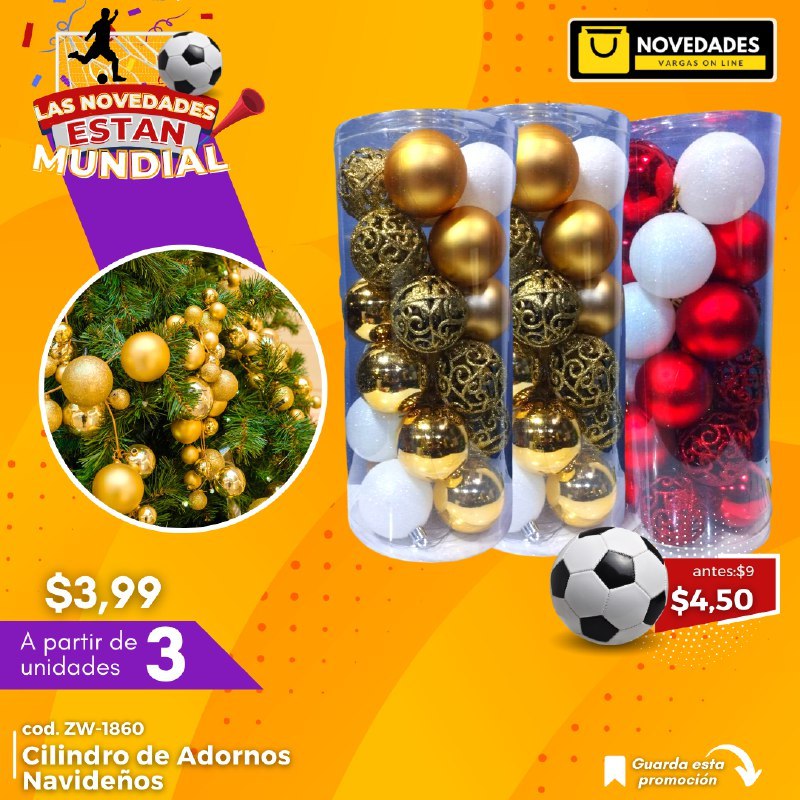 LAS NOVEDADES
ESTAN
MUNDIAL
NOVEDADES
VARGAS ON LINE
antes:$9
$4,50
$3,99
A partir de
unidades
3
cod. ZW-1860
Cilindro de Adornos
Navideños
Guarda esta
promoción